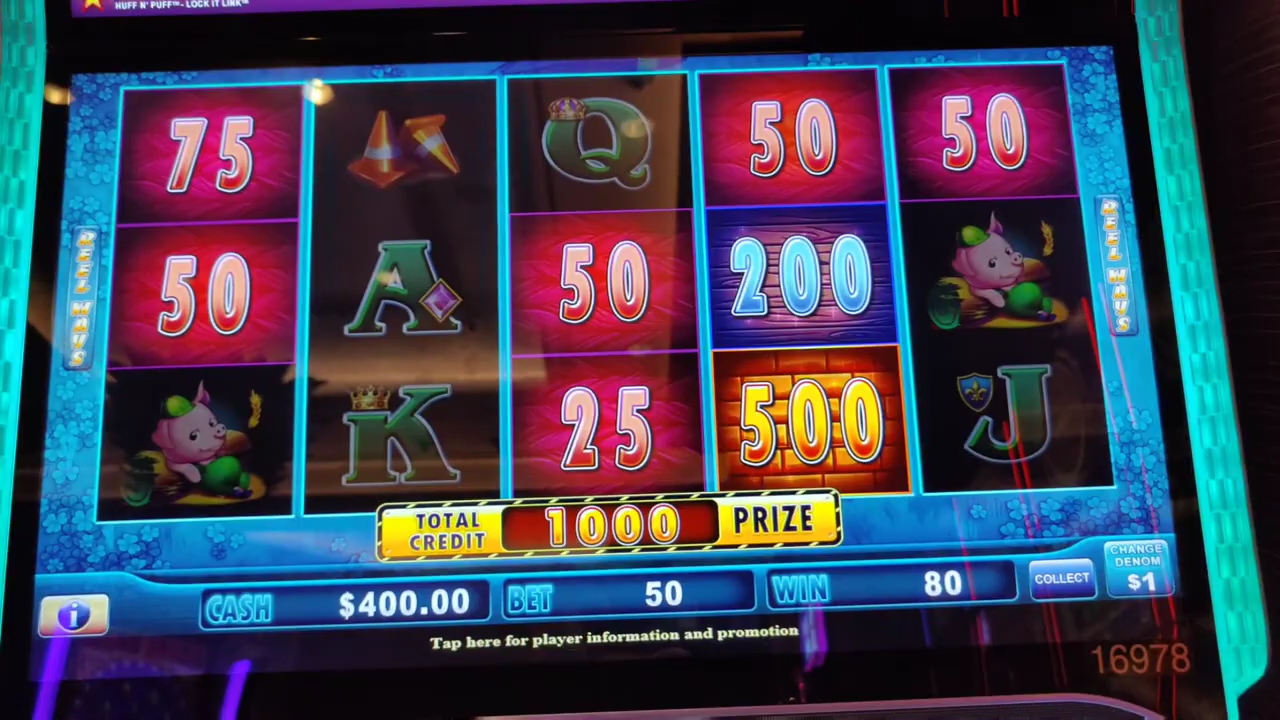 HUFF N' PUFF™ - LOCK IT LINK™
75
Q
50
50
REEL WAYS
50
A
50
200
REEL WAYS
K
25
500
J
TOTAL CREDIT 1000 PRIZE
CASH $400.00 BET 50 WIN 80 COLLECT CHANGE DENOM $1
i
Tap here for player information and promotion
16978